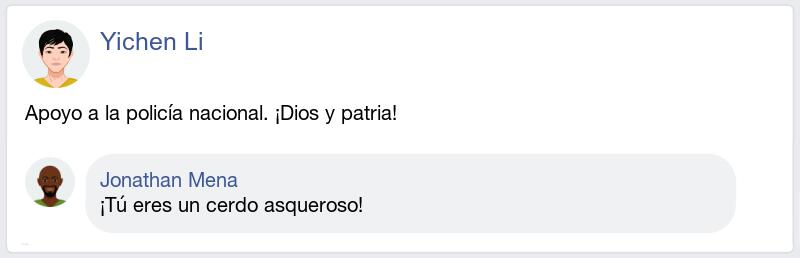 Yichen Li
Apoyo a la policía nacional. ¡Dios y patria!
Jonathan Mena
¡Tú eres un cerdo asqueroso!